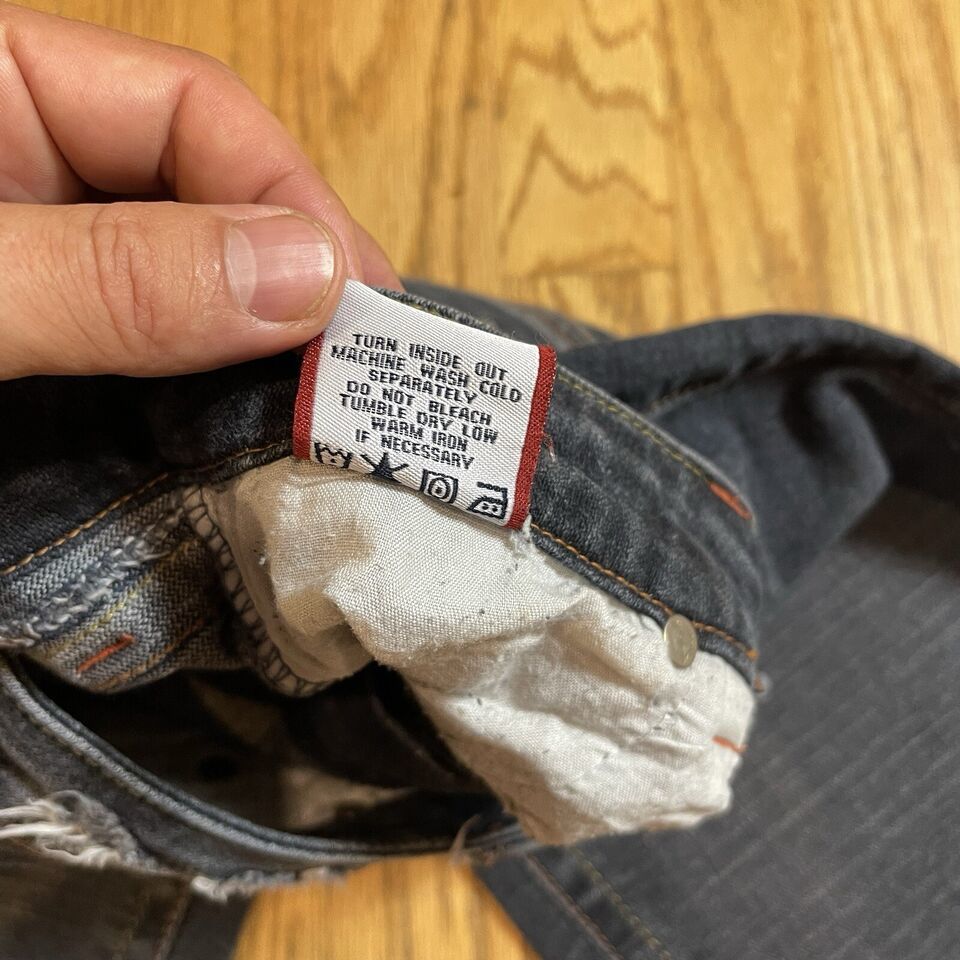 TURN INSIDE OUT
MACHINE WASH COLD
SEPARATELY
DO NOT BLEACH
TUMBLE DRY LOW
WARM IRON
IF NECESSARY